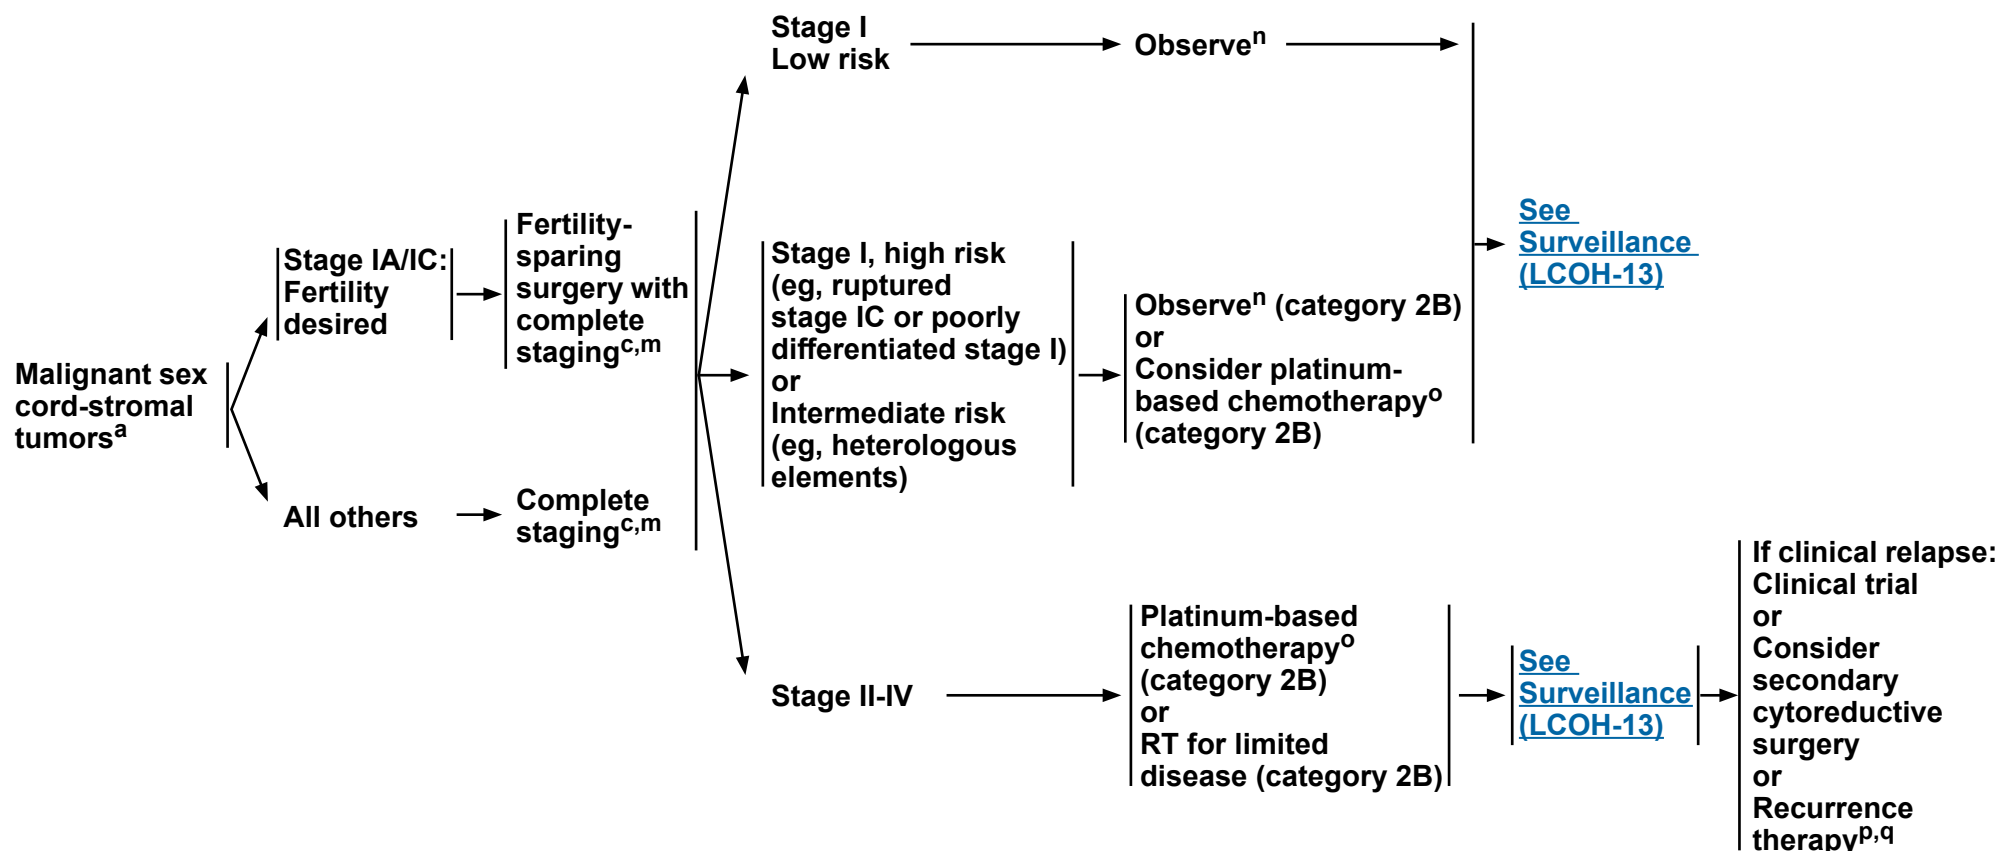 Malignant sex
cord-stromal
tumorsa
Stage IA/IC:
Fertility
desired
All others
Fertility-
sparing
surgery with
complete
stagingc,m
Complete
stagingc,m
Stage I
Low risk
Stage I, high risk
(eg, ruptured
stage IC or poorly
differentiated stage I)
or
Intermediate risk
(eg, heterologous
elements)
Stage II-IV
Observen
Observen (category 2B)
or
Consider platinum-
based chemotherapyo
(category 2B)
Platinum-based
chemotherapyo
(category 2B)
or
RT for limited
disease (category 2B)
See
Surveillance
(LCOH-13)
See
Surveillance
(LCOH-13)
If clinical relapse:
Clinical trial
or
Consider
secondary
cytoreductive
surgery
or
Recurrence
therapyp,q